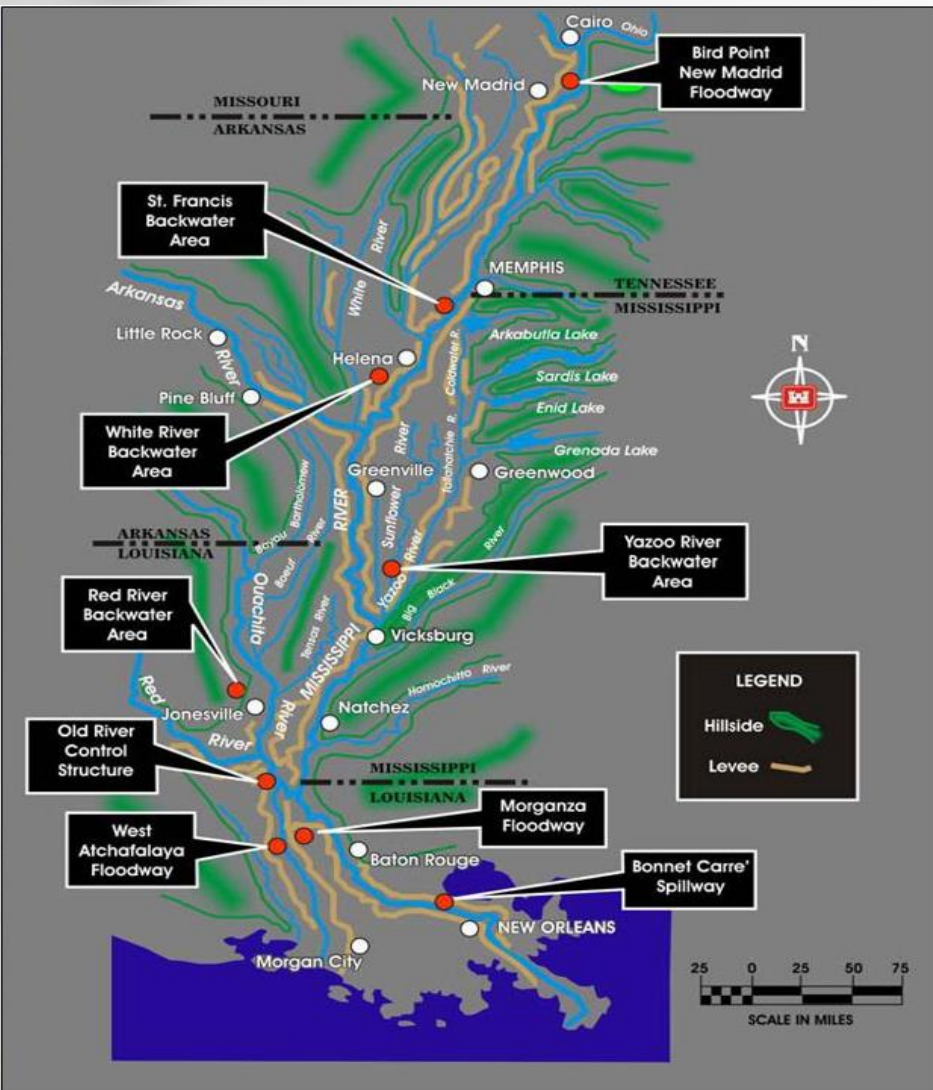 Cairo
Ohio
Bird Point
New Madrid
Floodway
New Madrid
MISSOURI
ARKANSAS
St. Francis
Backwater
Area
White River
MEMPHIS
TENNESSEE
MISSISSIPPI
Arkansas
River
Little Rock
Arkabutla Lake
Coldwater R.
Helena
Sardis Lake
N
Pine Bluff
Enid Lake
White River
Backwater
Area
River
Tallahatchie R.
Grenada Lake
Greenville
Greenwood
Sunflower
RIVER
Bayou Bartholomew
Boeuf River
ARKANSAS
LOUISIANA
Ouachita
Yazoo River
Big Black River
Yazoo River
Backwater
Area
Red River
Backwater
Area
Tensas River
MISSISSIPPI
River
Vicksburg
Homochitto River
LEGEND
Hillside
Levee
Red
River
Jonesville
Natchez
Old River
Control
Structure
MISSISSIPPI
LOUISIANA
West
Atchafalaya
Floodway
Morganza
Floodway
Baton Rouge
Bonnet Carre'
Spillway
NEW ORLEANS
Morgan City
25 0 25 50 75
SCALE IN MILES